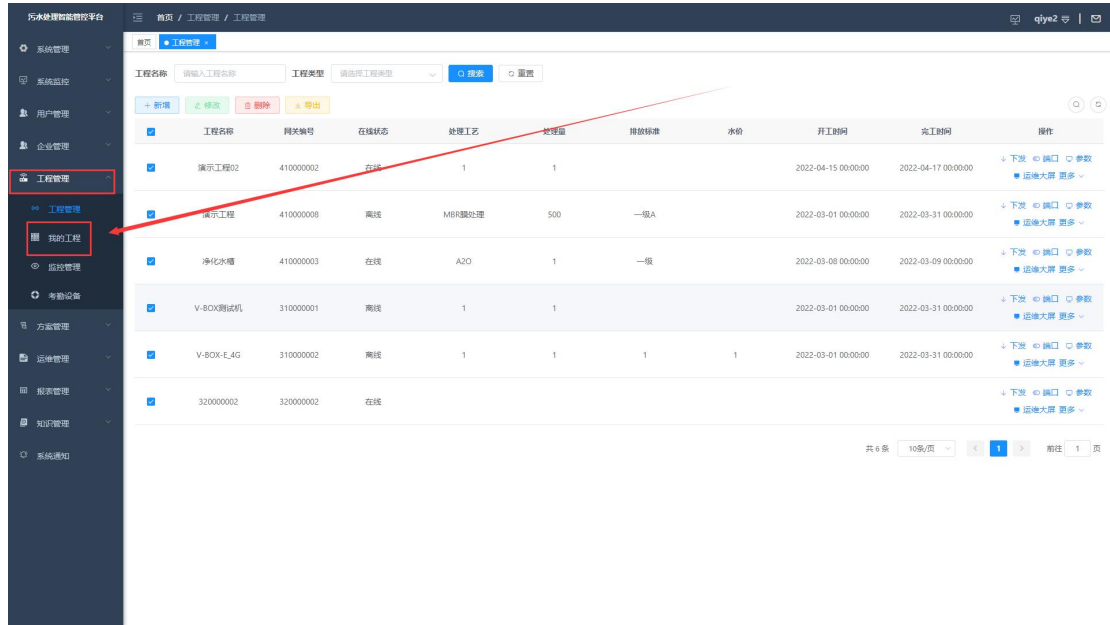 污水处理智能管控平台
首页 / 工程管理 / 工程管理
qiye2
系统管理
系统监控
用户管理
企业管理
工程管理
工程管理
我的工程
监控管理
考勤设备
方案管理
运维管理
报表管理
知识管理
系统通知
首页 工程管理 ×
工程名称 请输入工程名称 工程类型 请选择工程类型 搜索 重置
+ 新增 修改 删除 导出
工程名称 网关编号 在线状态 处理工艺 处理量 排放标准 水价 开工时间 完工时间 操作
演示工程02 410000002 在线 1 1 2022-04-15 00:00:00 2022-04-17 00:00:00 下发 端口 参数
运维大屏 更多
演示工程 410000008 离线 MBR膜处理 500 一级A 2022-03-01 00:00:00 2022-03-31 00:00:00 下发 端口 参数
运维大屏 更多
净化水槽 410000003 在线 A2O 1 一级 2022-03-08 00:00:00 2022-03-09 00:00:00 下发 端口 参数
运维大屏 更多
V-BOX测试机 310000001 离线 1 1 2022-03-01 00:00:00 2022-03-31 00:00:00 下发 端口 参数
运维大屏 更多
V-BOX-E_4G 310000002 离线 1 1 1 1 2022-03-01 00:00:00 2022-03-31 00:00:00 下发 端口 参数
运维大屏 更多
320000002 320000002 在线 下发 端口 参数
运维大屏 更多
共 6 条 10条/页 1 前往 1 页